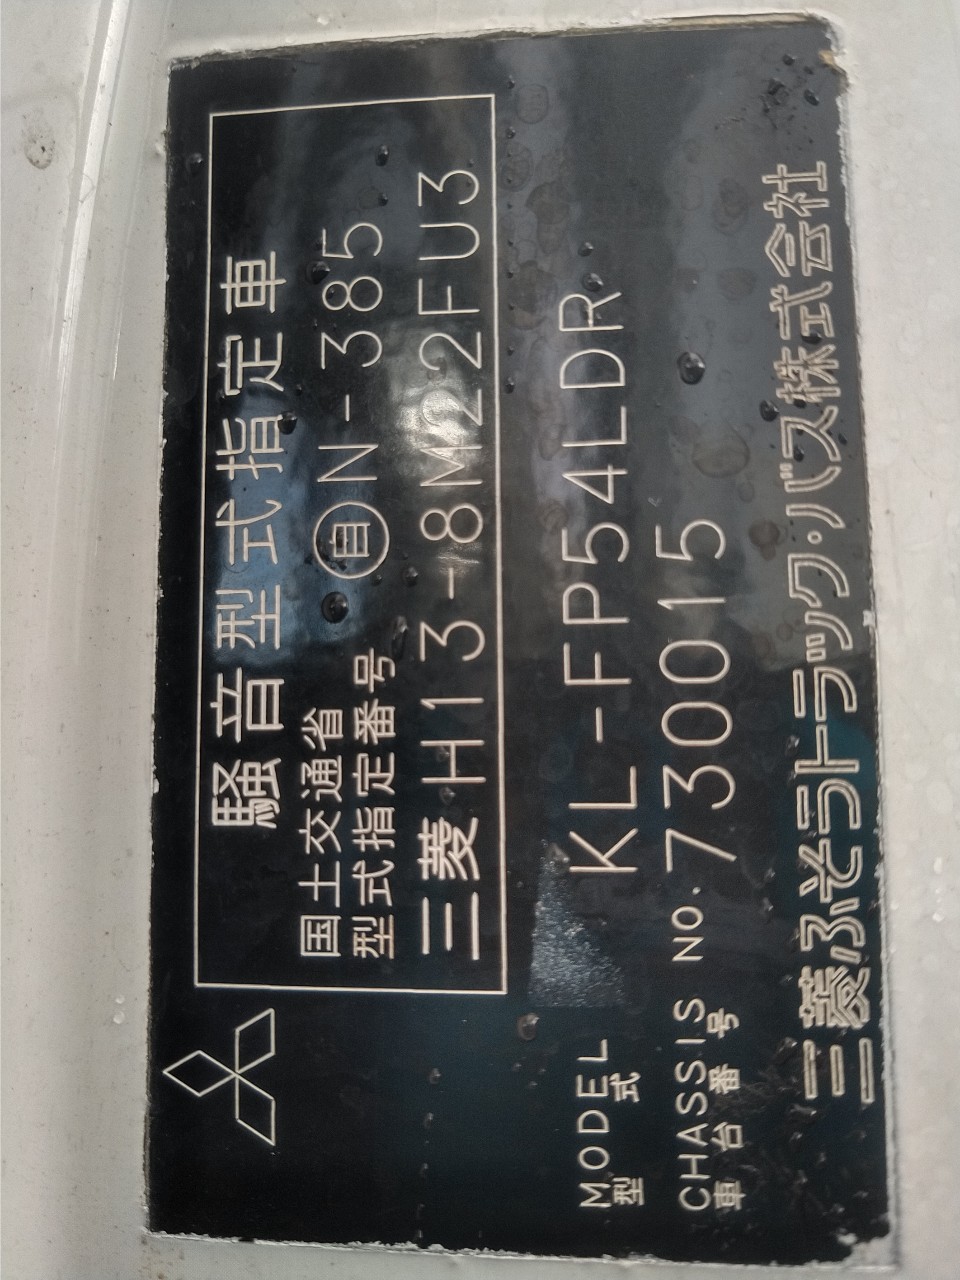 騒音型式指定車
国土交通省
型式指定番号 自N-385
三菱H13-8M22FU3
MODEL KL-FP54LDR
型式
CHASSIS NO. 730015
車台番号
三菱ふそうトラック・バス株式会社